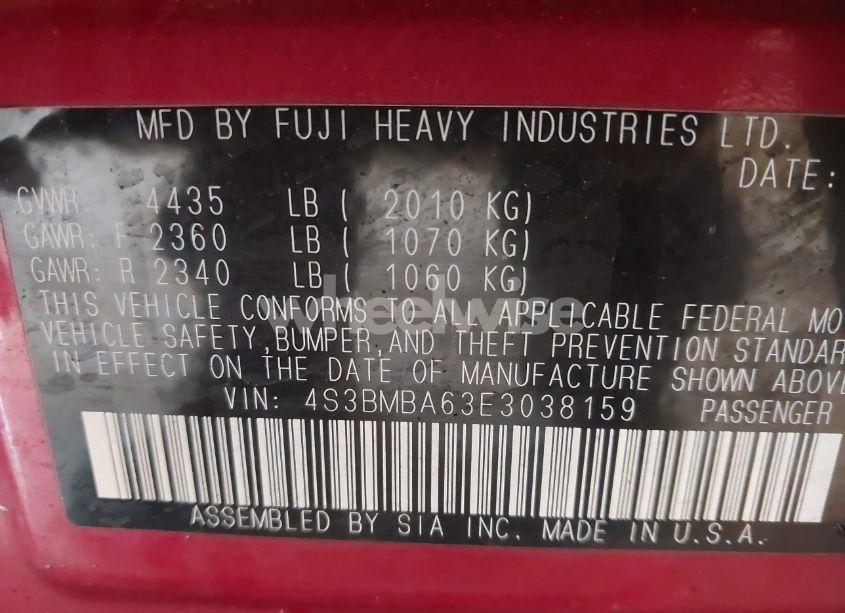 MFD BY FUJI HEAVY INDUSTRIES LTD.
DATE:
GVWR: 4435 LB ( 2010 KG)
GAWR: F 2360 LB ( 1070 KG)
GAWR: R 2340 LB ( 1060 KG)
THIS VEHICLE CONFORMS TO ALL APPLICABLE FEDERAL MO
VEHICLE SAFETY, BUMPER, AND THEFT PREVENTION STANDAR
IN EFFECT ON THE DATE OF MANUFACTURE SHOWN ABOVE
VIN: 4S3BMBA63E3038159 PASSENGER
ASSEMBLED BY SIA INC. MADE IN U.S.A.